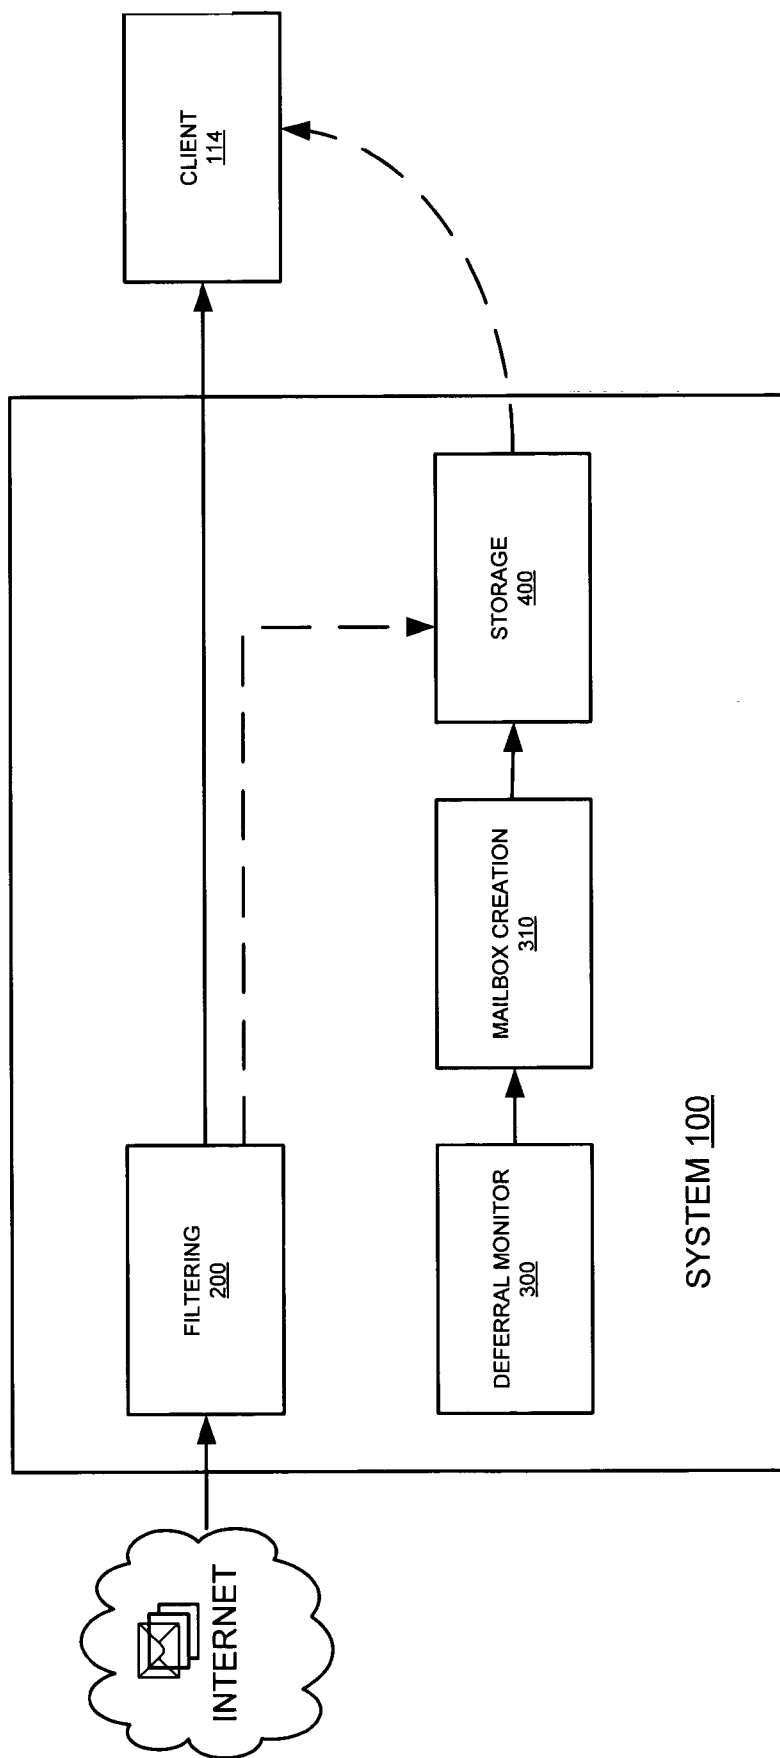 INTERNET
FILTERING
200
CLIENT
114
DEFERRAL MONITOR
300
MAILBOX CREATION
310
STORAGE
400
SYSTEM 100